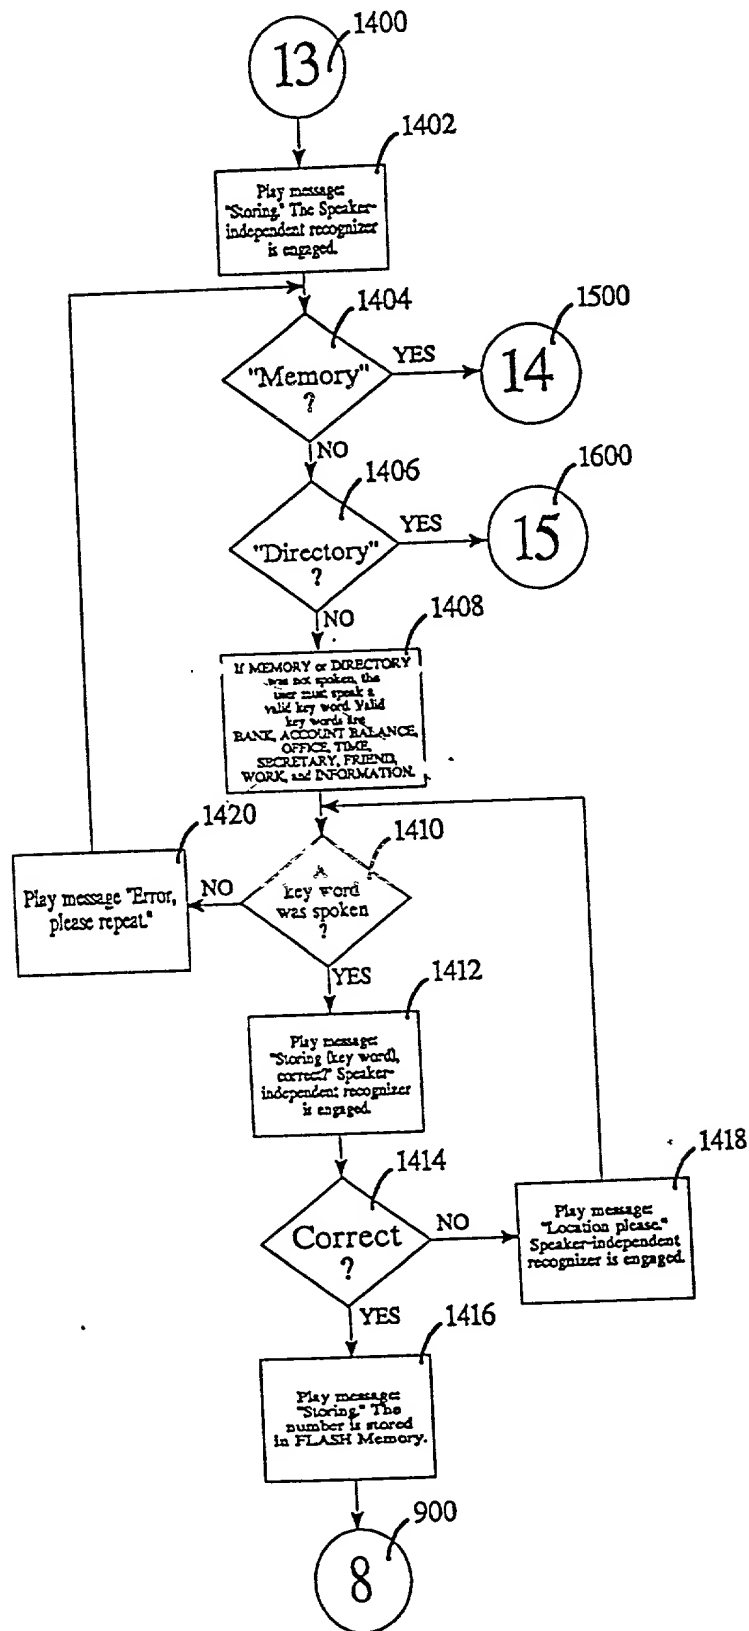 1400
13
1402
Play message:
"Storing." The Speaker-
independent recognizer
is engaged.
1404
"Memory"
?
YES
1500
14
NO
1406
"Directory"
?
YES
1600
15
NO
1408
If MEMORY or DIRECTORY
was not spoken, the
user must speak a
valid key word. Valid
key words are
BANK, ACCOUNT BALANCE,
OFFICE, TIME,
SECRETARY, FRIEND,
WORK, and INFORMATION.
1420
Play message "Error,
please repeat."
NO
1410
A
key word
was spoken
?
YES
1412
Play message:
"Storing (key word),
correct?" Speaker-
independent recognizer
is engaged.
1414
Correct
?
NO
1418
Play message:
"Location please."
Speaker-independent
recognizer is engaged.
YES
1416
Play message:
"Storing." The
number is stored
in FLASH Memory.
900
8